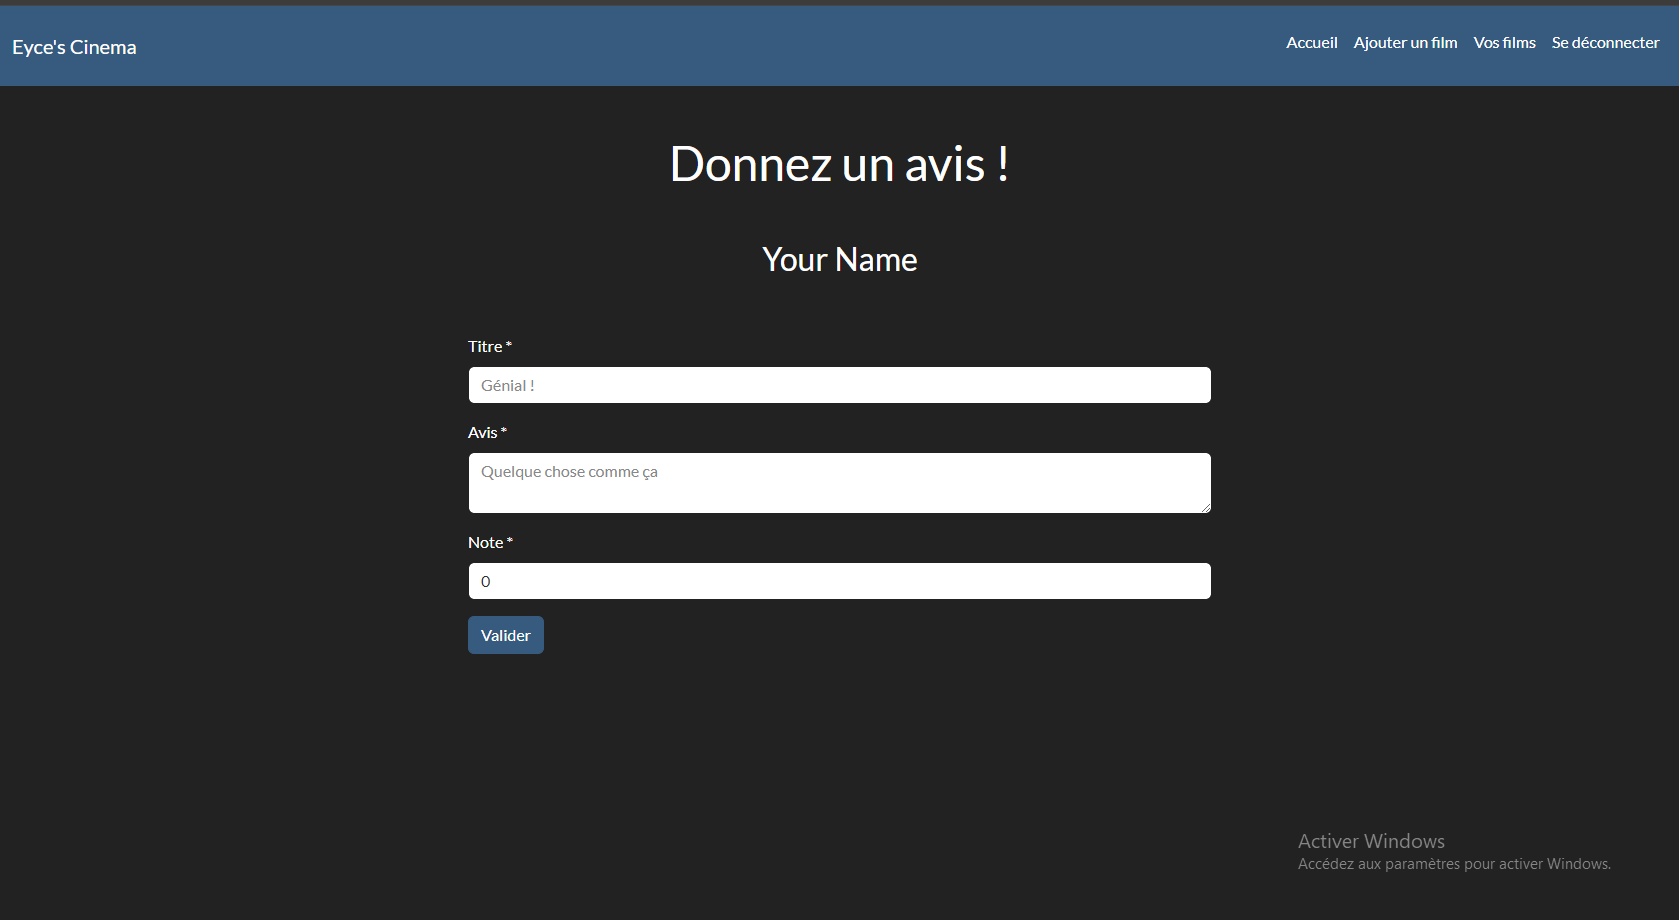 Eyce's Cinema
Accueil Ajouter un film Vos films Se déconnecter
Donnez un avis !
Your Name
Titre *
Génial !
Avis *
Quelque chose comme ça
Note *
0
Valider
Activer Windows
Accédez aux paramètres pour activer Windows.